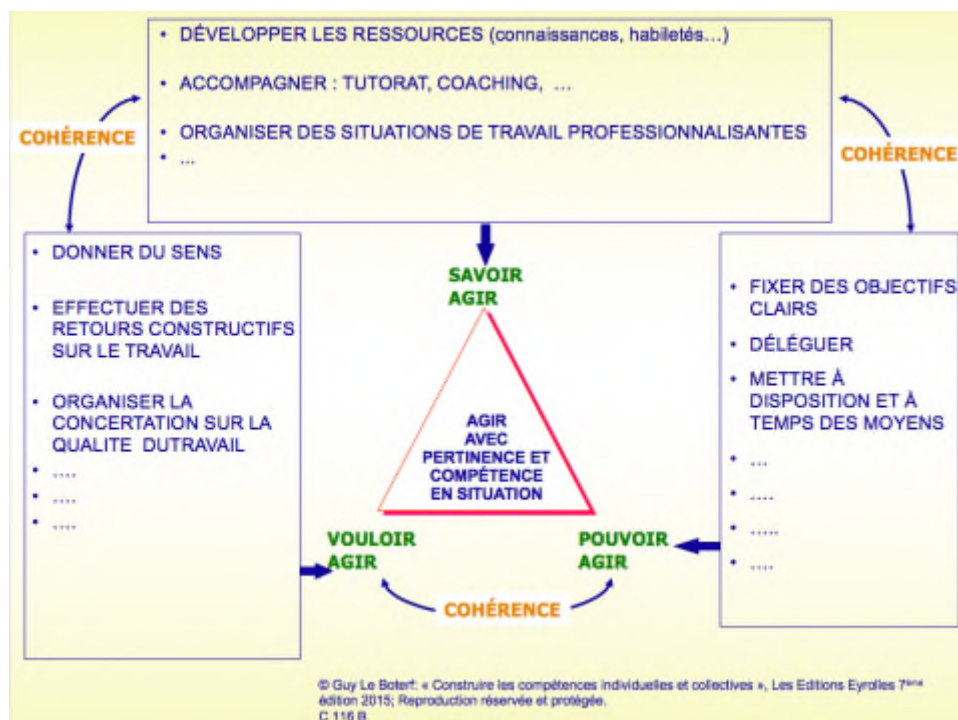 • DÉVELOPPER LES RESSOURCES (connaissances, habiletés…)
• ACCOMPAGNER : TUTORAT, COACHING, …
• ORGANISER DES SITUATIONS DE TRAVAIL PROFESSIONNALISANTES
• ...
COHÉRENCE
COHÉRENCE
• DONNER DU SENS
• EFFECTUER DES
RETOURS CONSTRUCTIFS
SUR LE TRAVAIL
• ORGANISER LA
CONCERTATION SUR LA
QUALITE DUTRAVAIL
• ….
• ….
• ….
SAVOIR
AGIR
AGIR
AVEC
PERTINENCE ET
COMPÉTENCE
EN SITUATION
VOULOIR
AGIR
POUVOIR
AGIR
COHÉRENCE
• FIXER DES OBJECTIFS
CLAIRS
• DÉLÉGUER
• METTRE À
DISPOSITION ET À
TEMPS DES MOYENS
• …
• ….
• …..
• ….
© Guy Le Boterf: « Construire les compétences individuelles et collectives », Les Editions Eyrolles 7ème
édition 2015; Reproduction réservée et protégée.
C 116 B